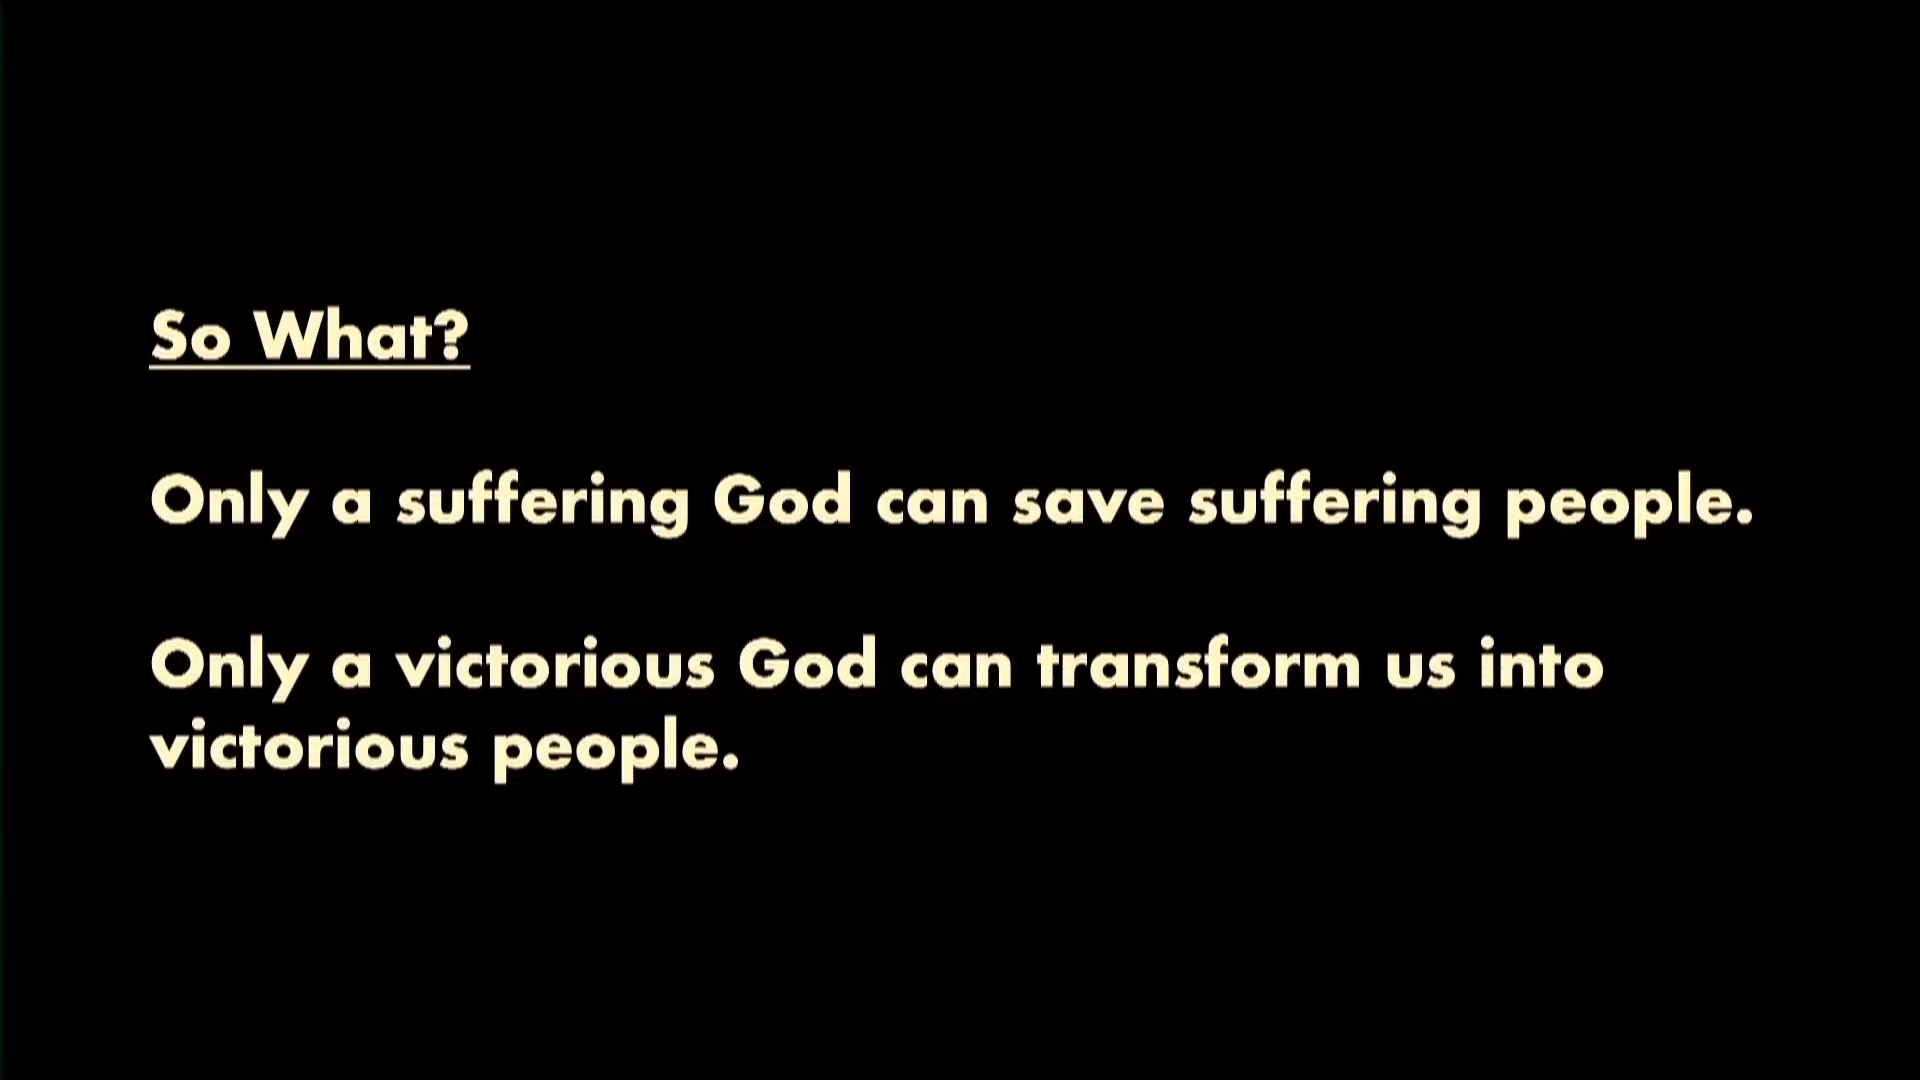 So What?
Only a suffering God can save suffering people.
Only a victorious God can transform us into
victorious people.